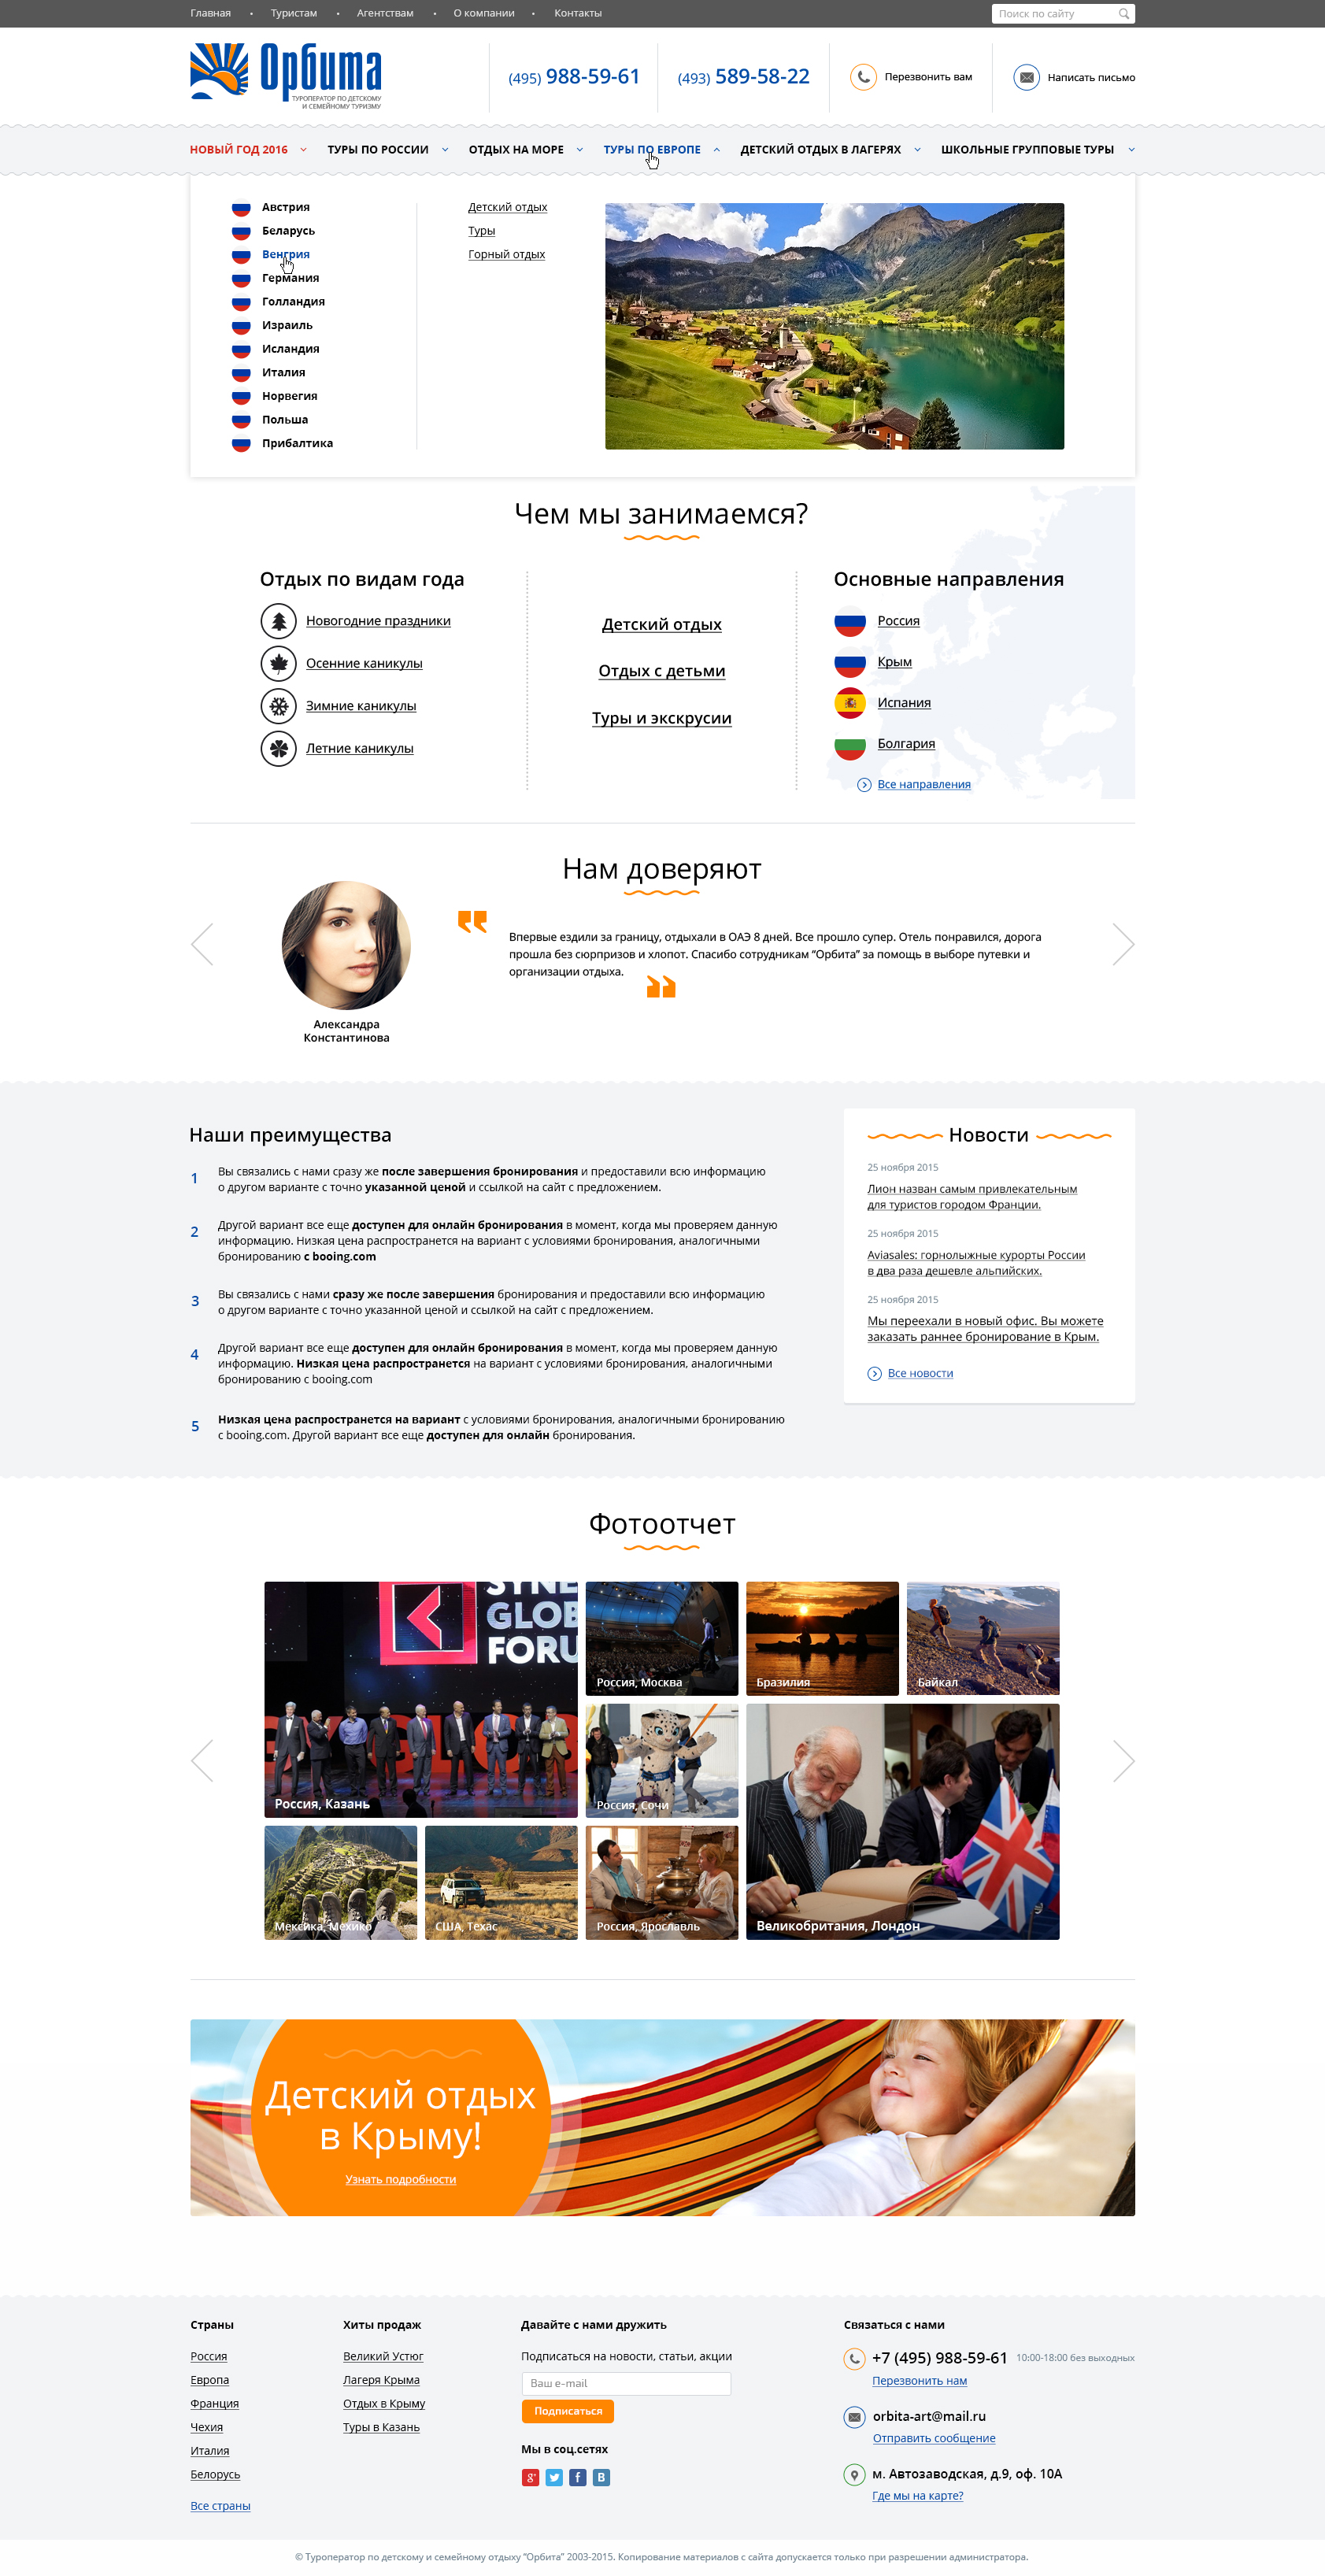 Главная
Туристам
Агентствам
О компании
Контакты
Поиск по сайту
Орбита
ТУРОПЕРАТОР ПО ДЕТСКОМУ
И СЕМЕЙНОМУ ТУРИЗМУ
(495) 988-59-61
(493) 589-58-22
Перезвонить вам
Написать письмо
НОВЫЙ ГОД 2016
ТУРЫ ПО РОССИИ
ОТДЫХ НА МОРЕ
ТУРЫ ПО ЕВРОПЕ
ДЕТСКИЙ ОТДЫХ В ЛАГЕРЯХ
ШКОЛЬНЫЕ ГРУППОВЫЕ ТУРЫ
Австрия
Беларусь
Венгрия
Германия
Голландия
Израиль
Исландия
Италия
Норвегия
Польша
Прибалтика
Детский отдых
Туры
Горный отдых
Чем мы занимаемся?
Отдых по видам года
Новогодние праздники
Осенние каникулы
Зимние каникулы
Летние каникулы
Детский отдых
Отдых с детьми
Туры и экскрусии
Основные направления
Россия
Крым
Испания
Болгария
Все направления
Нам доверяют
Александра
Константинова
Впервые ездили за границу, отдыхали в ОАЭ 8 дней. Все прошло супер. Отель понравился, дорога
прошла без сюрпризов и хлопот. Спасибо сотрудникам “Орбита” за помощь в выборе путевки и
организации отдыха.
Наши преимущества
1
Вы связались с нами сразу же после завершения бронирования и предоставили всю информацию
о другом варианте с точно указанной ценой и ссылкой на сайт с предложением.
2
Другой вариант все еще доступен для онлайн бронирования в момент, когда мы проверяем данную
информацию. Низкая цена распространется на вариант с условиями бронирования, аналогичными
бронированию с booing.com
3
Вы связались с нами сразу же после завершения бронирования и предоставили всю информацию
о другом варианте с точно указанной ценой и ссылкой на сайт с предложением.
4
Другой вариант все еще доступен для онлайн бронирования в момент, когда мы проверяем данную
информацию. Низкая цена распространется на вариант с условиями бронирования, аналогичными
бронированию с booing.com
5
Низкая цена распространется на вариант с условиями бронирования, аналогичными бронированию
с booing.com. Другой вариант все еще доступен для онлайн бронирования.
Новости
25 ноября 2015
Лион назван самым привлекательным
для туристов городом Франции.
25 ноября 2015
Aviasales: горнолыжные курорты России
в два раза дешевле альпийских.
25 ноября 2015
Мы переехали в новый офис. Вы можете
заказать раннее бронирование в Крым.
Все новости
Фотоотчет
SYNE
GLOB
FORU
Россия, Казань
Россия, Москва
Бразилия
Байкал
Россия, Сочи
Мексика, Мехико
США, Техас
Россия, Ярославль
Великобритания, Лондон
Детский отдых
в Крыму!
Узнать подробности
Страны
Россия
Европа
Франция
Чехия
Италия
Белорусь
Все страны
Хиты продаж
Великий Устюг
Лагеря Крыма
Отдых в Крыму
Туры в Казань
Давайте с нами дружить
Подписаться на новости, статьи, акции
Ваш e-mail
Подписаться
Мы в соц.сетях
Связаться с нами
+7 (495) 988-59-61 10:00-18:00 без выходных
Перезвонить нам
orbita-art@mail.ru
Отправить сообщение
м. Автозаводская, д.9, оф. 10А
Где мы на карте?
© Туроператор по детскому и семейному отдыху “Орбита” 2003-2015. Копирование материалов с сайта допускается только при разрешении администратора.